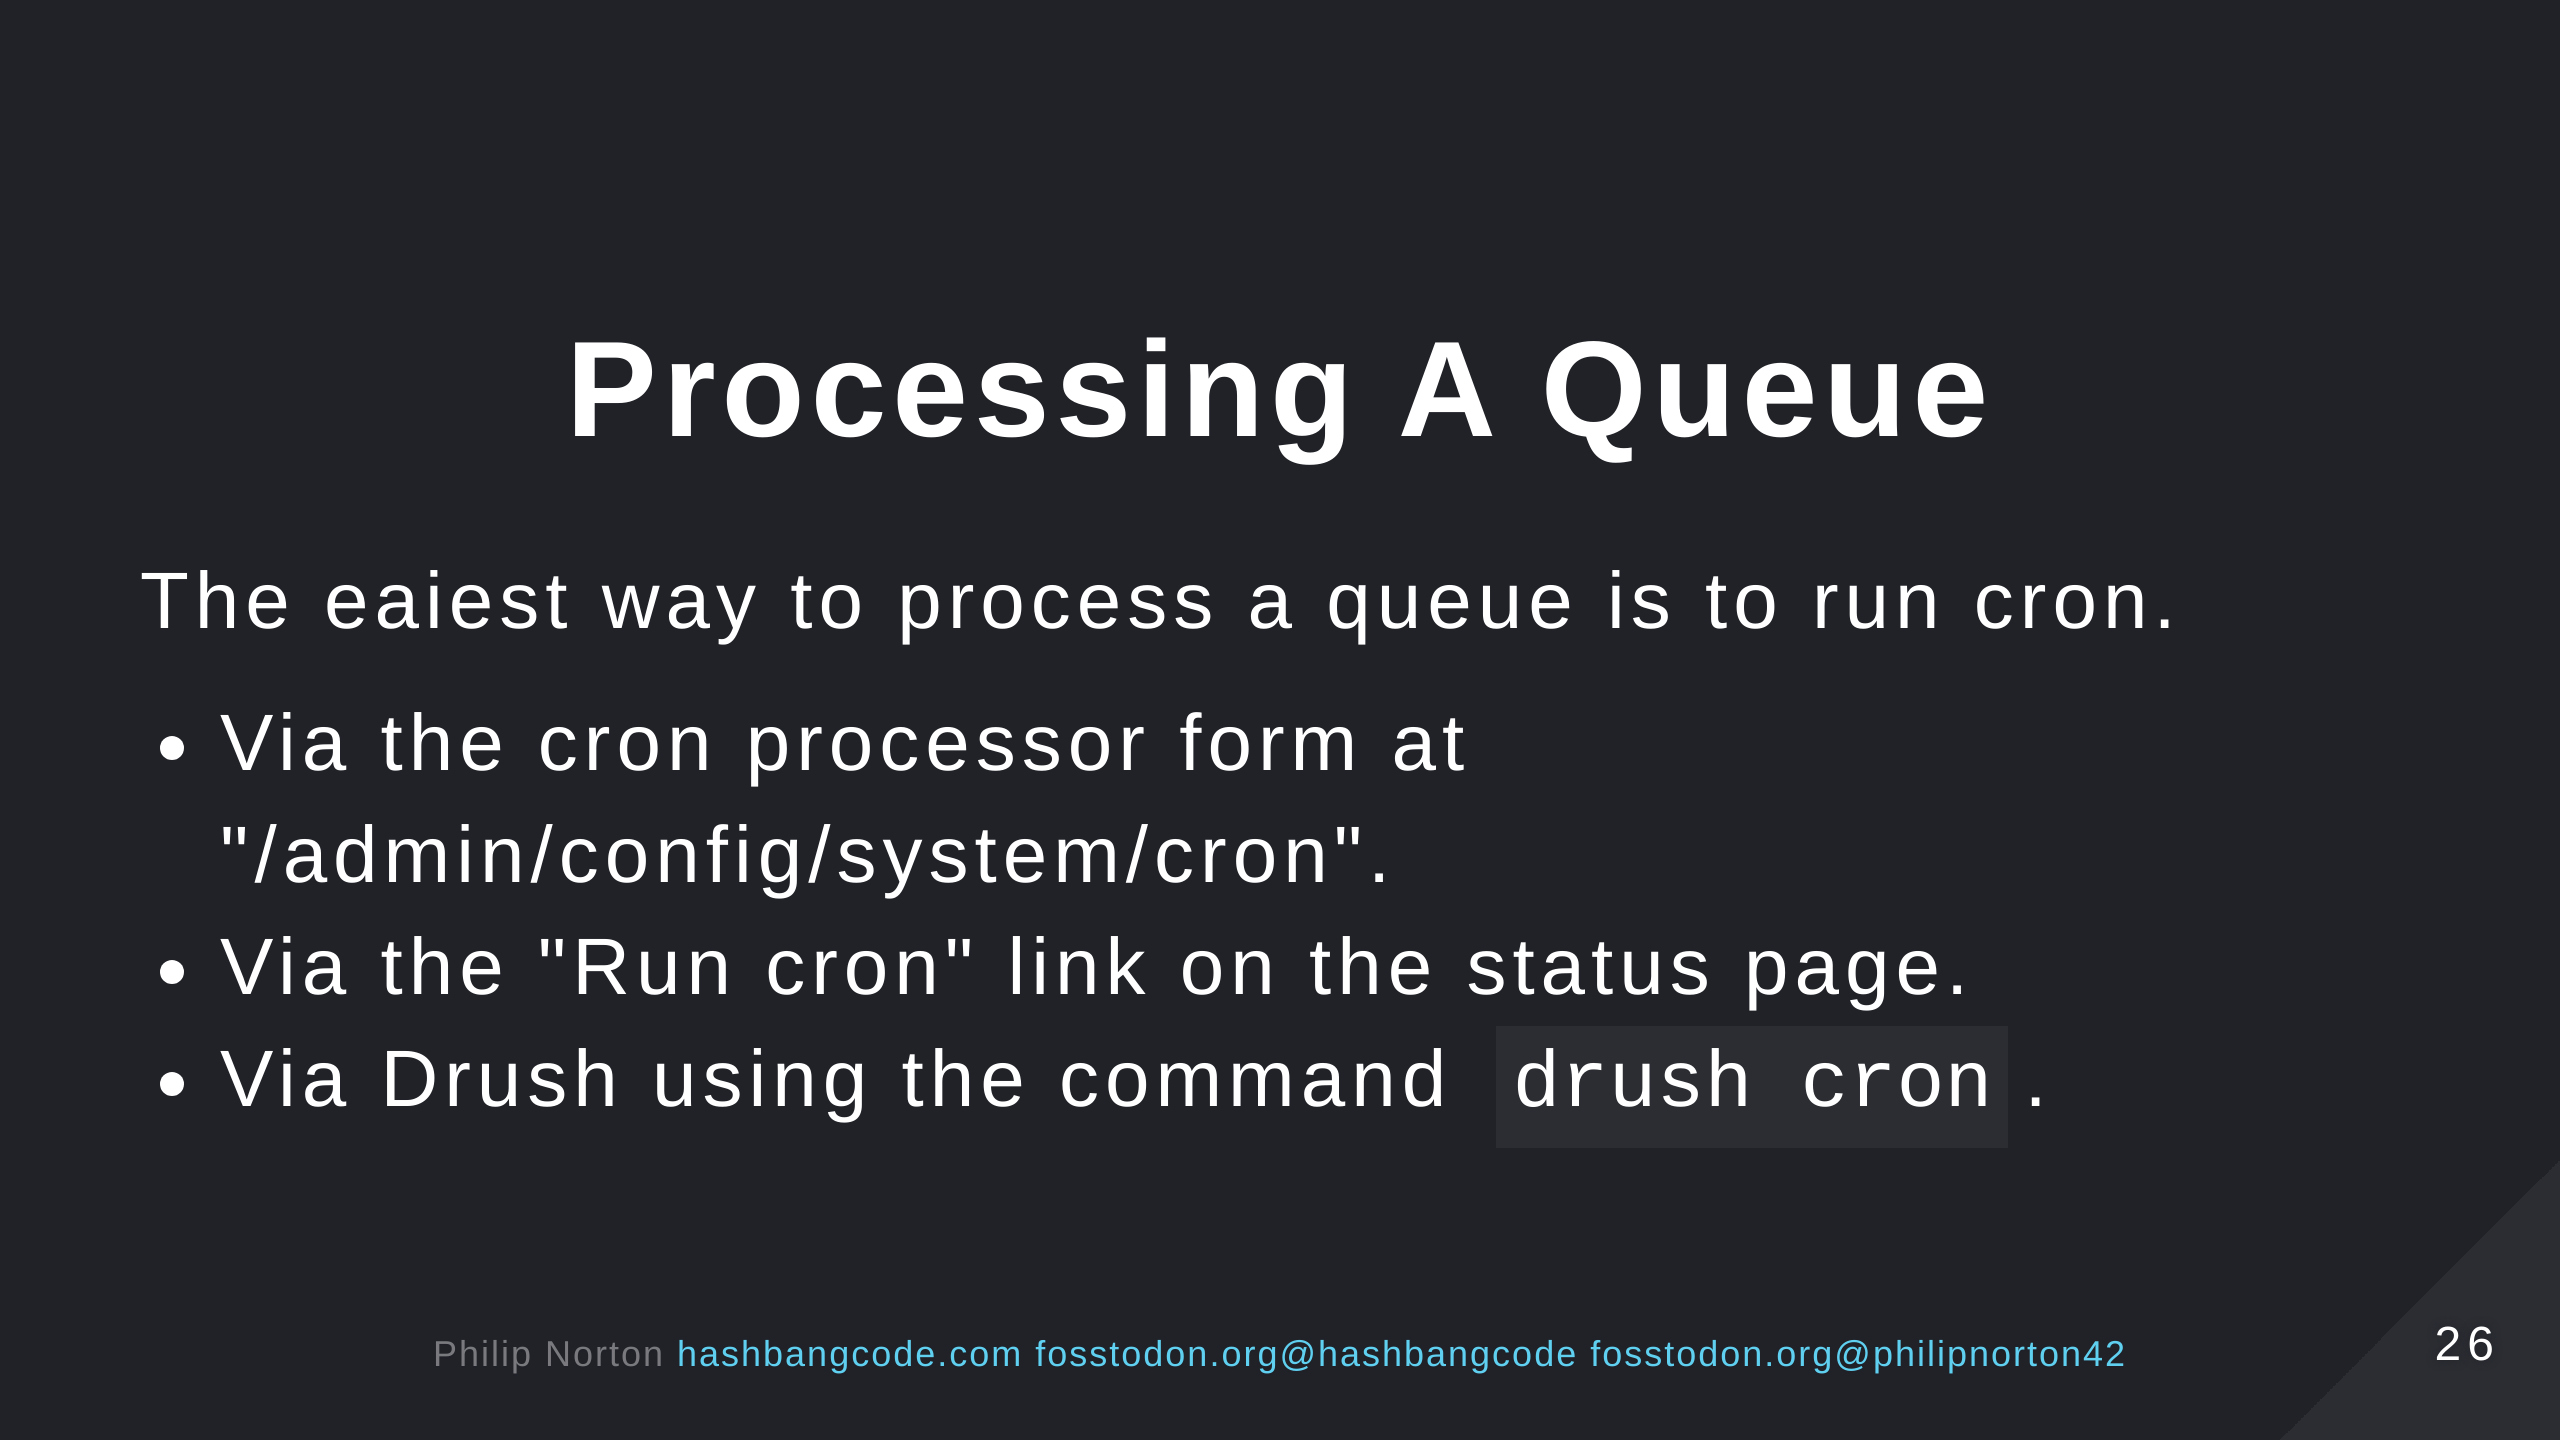 Processing A Queue
The eaiest way to process a queue is to run cron.
• Via the cron processor form at
"/admin/config/system/cron".
• Via the "Run cron" link on the status page.
• Via Drush using the command drush cron .
Philip Norton hashbangcode.com fosstodon.org@hashbangcode fosstodon.org@philipnorton42
26